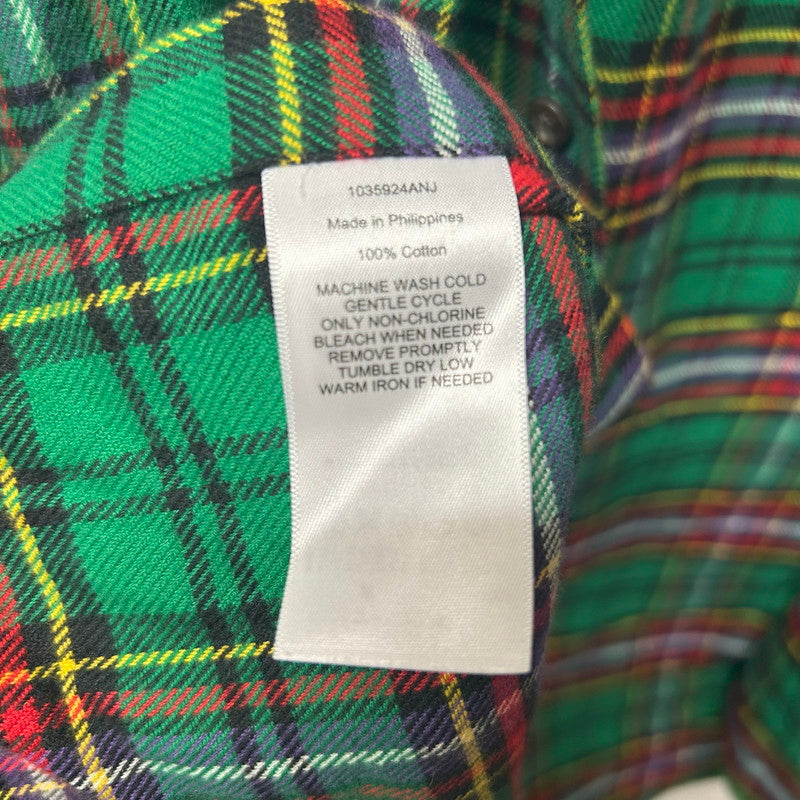 1035924ANJ
Made in Philippines
100% Cotton
MACHINE WASH COLD
GENTLE CYCLE
ONLY NON-CHLORINE
BLEACH WHEN NEEDED
REMOVE PROMPTLY
TUMBLE DRY LOW
WARM IRON IF NEEDED